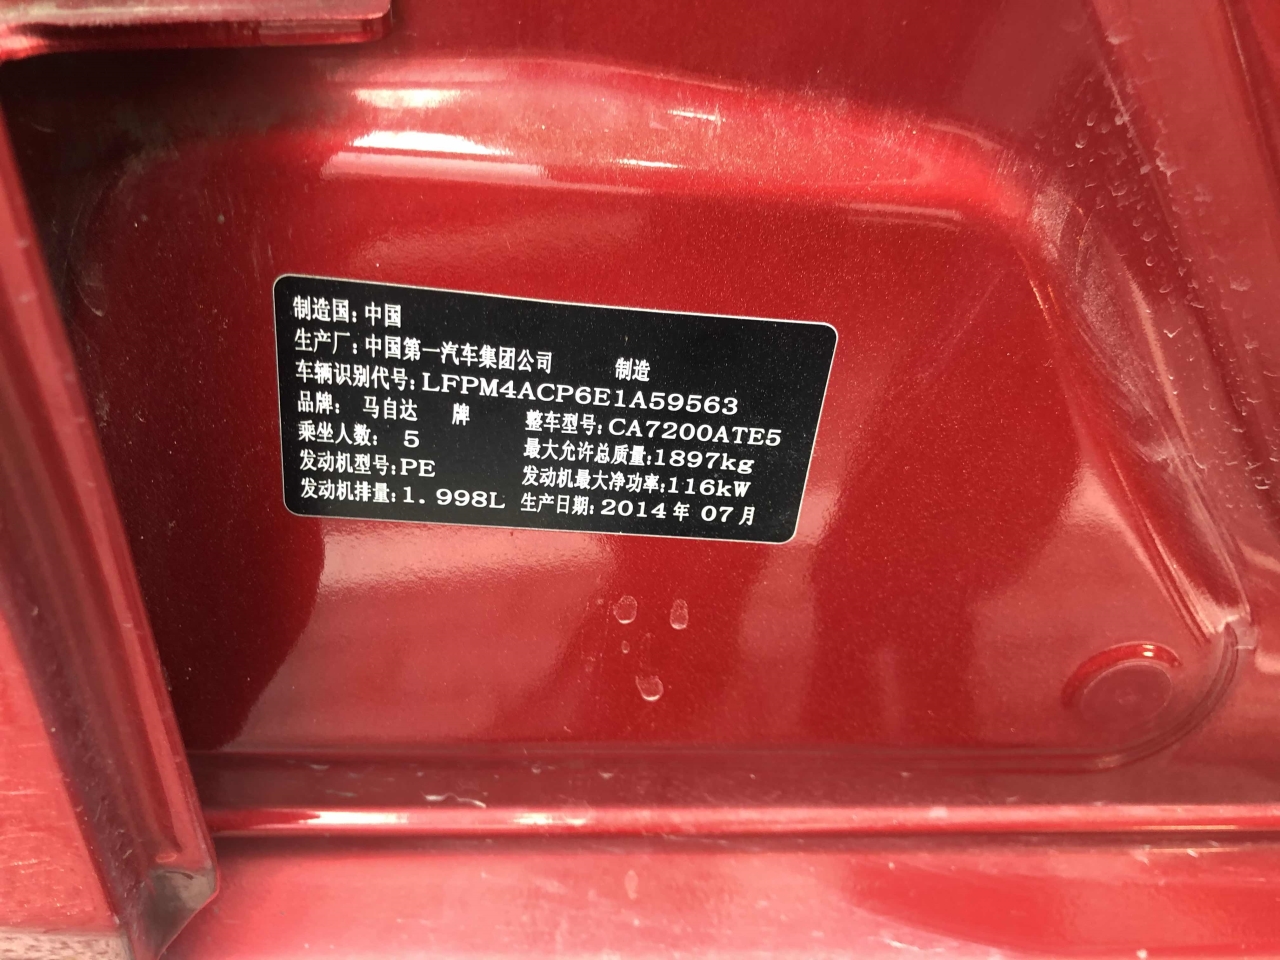 制造国：中国
生产厂：中国第一汽车集团公司 制造
车辆识别代号：LFPM4ACP6E1A59563
品牌： 马自达 牌 整车型号：CA7200ATE5
乘坐人数： 5 最大允许总质量：1897kg
发动机型号：PE 发动机最大净功率：116kW
发动机排量：1. 998L 生产日期：2014年 07月